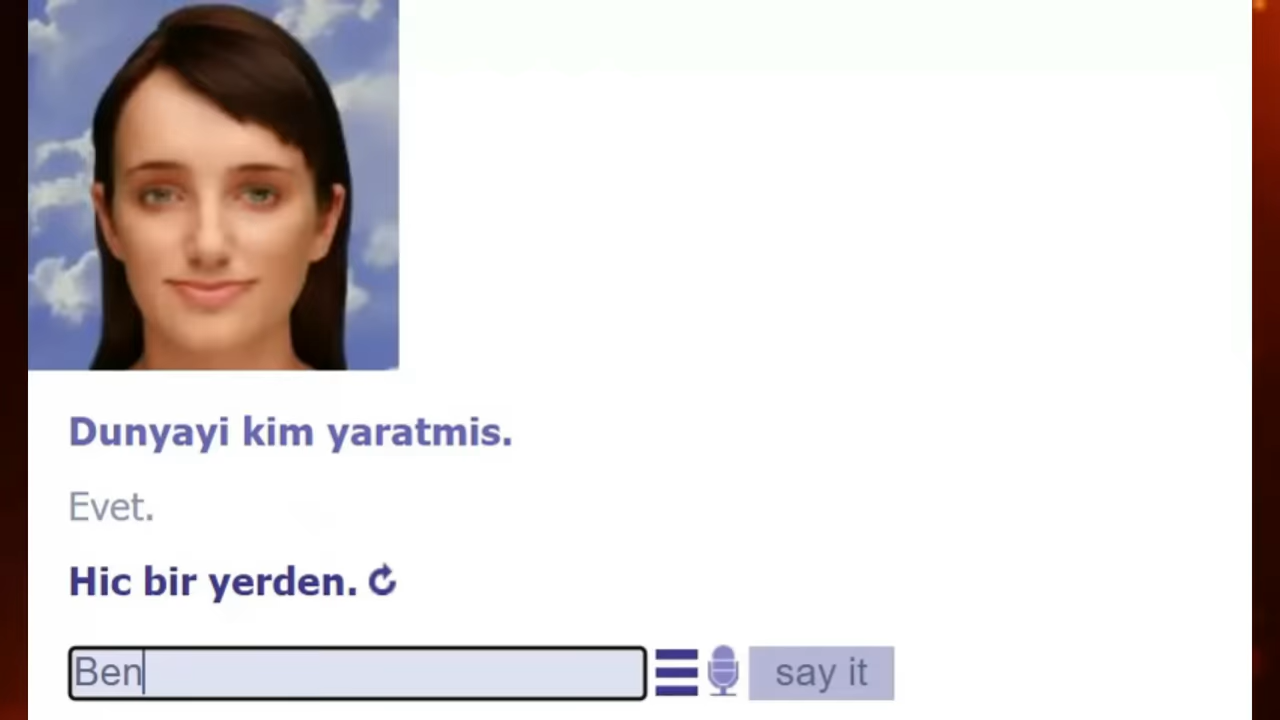 Dunyayi kim yaratmis.
Evet.
Hic bir yerden.
Ben
say it